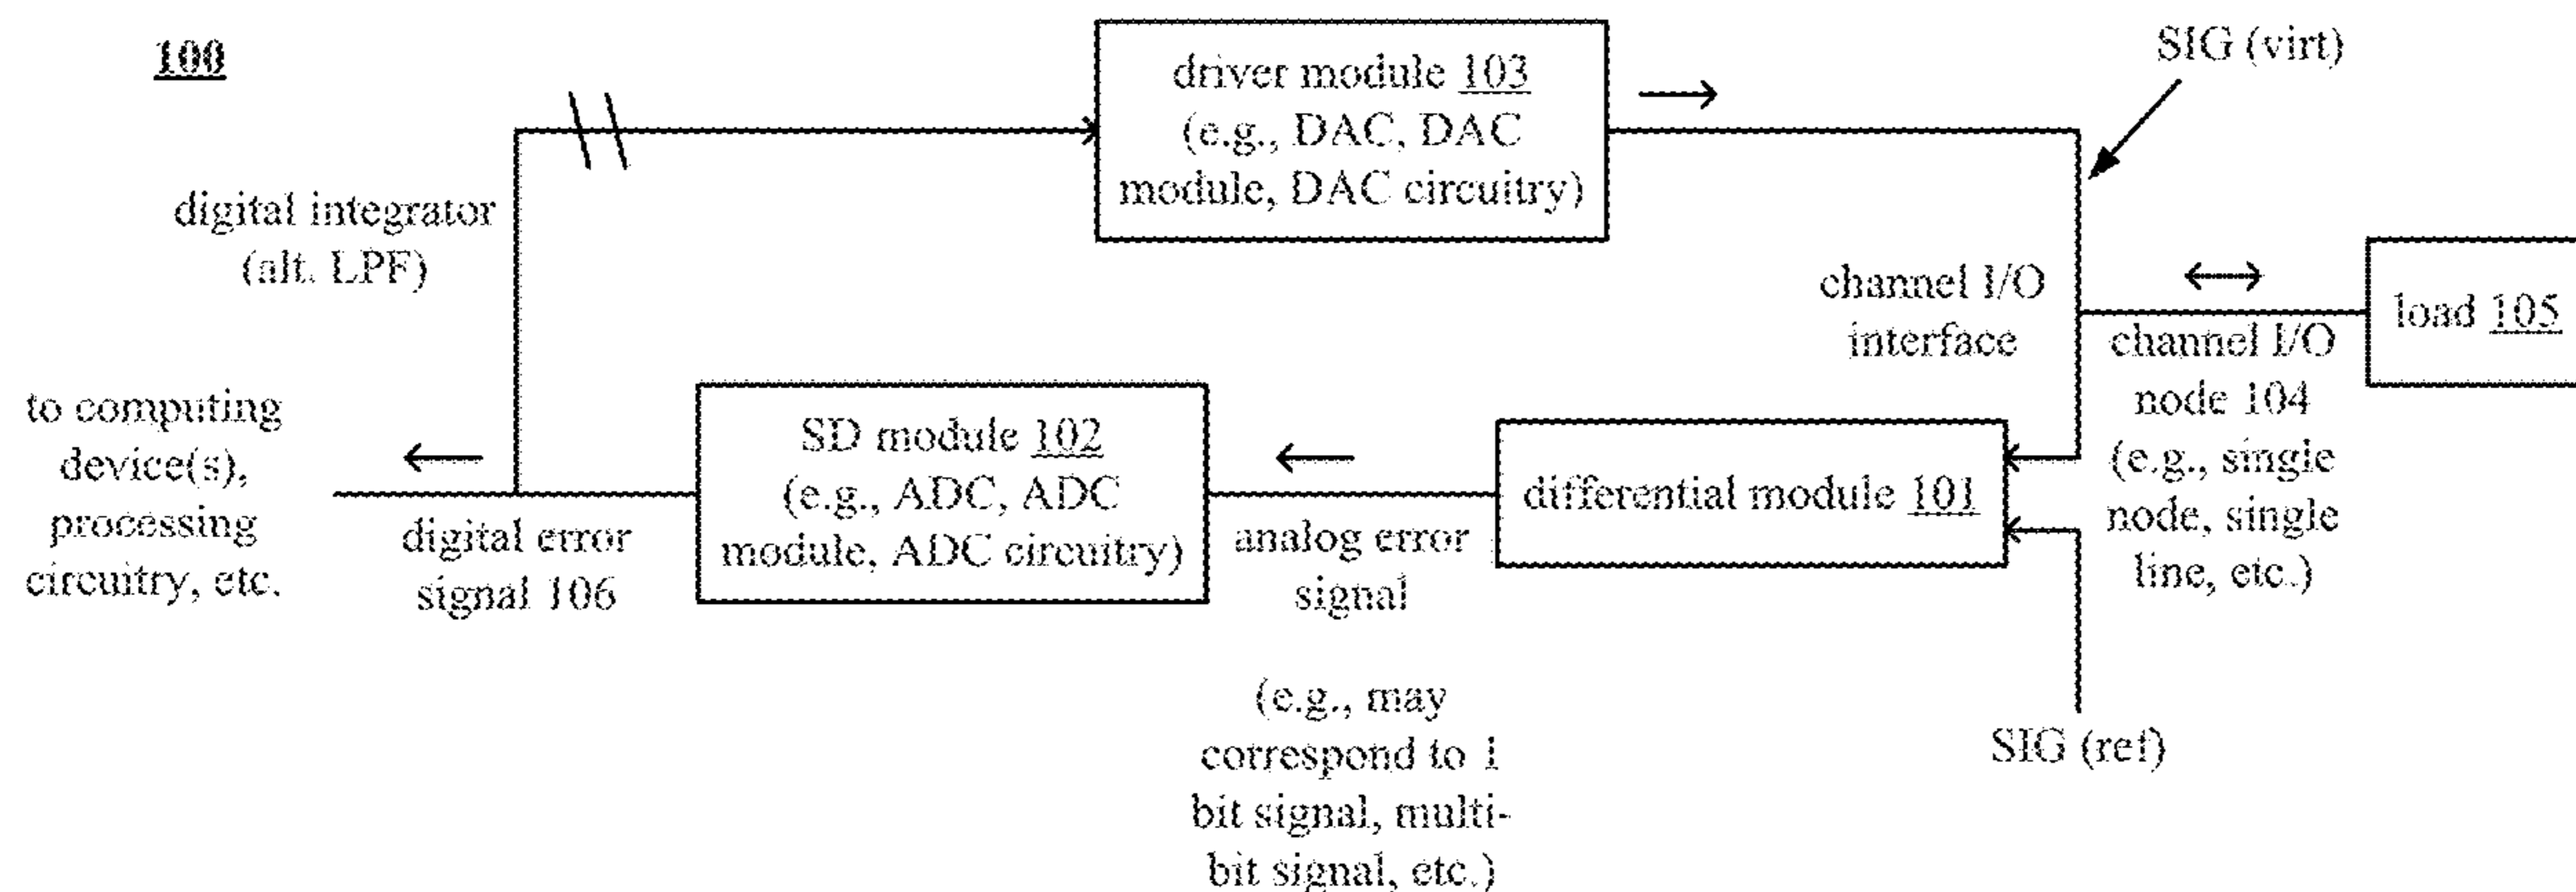 100
driver module 103
(e.g., DAC, DAC
module, DAC circuitry)
SIG (virt)
digital integrator
(alt. LPF)
channel I/O
interface
load 105
channel I/O
node 104
(e.g., single
node, single
line, etc.)
to computing
device(s),
processing
circuitry, etc.
digital error
signal 106
SD module 102
(e.g., ADC, ADC
module, ADC circuitry)
analog error
signal
(e.g., may
correspond to 1
bit signal, multi-
bit signal, etc.)
differential module 101
SIG (ref)